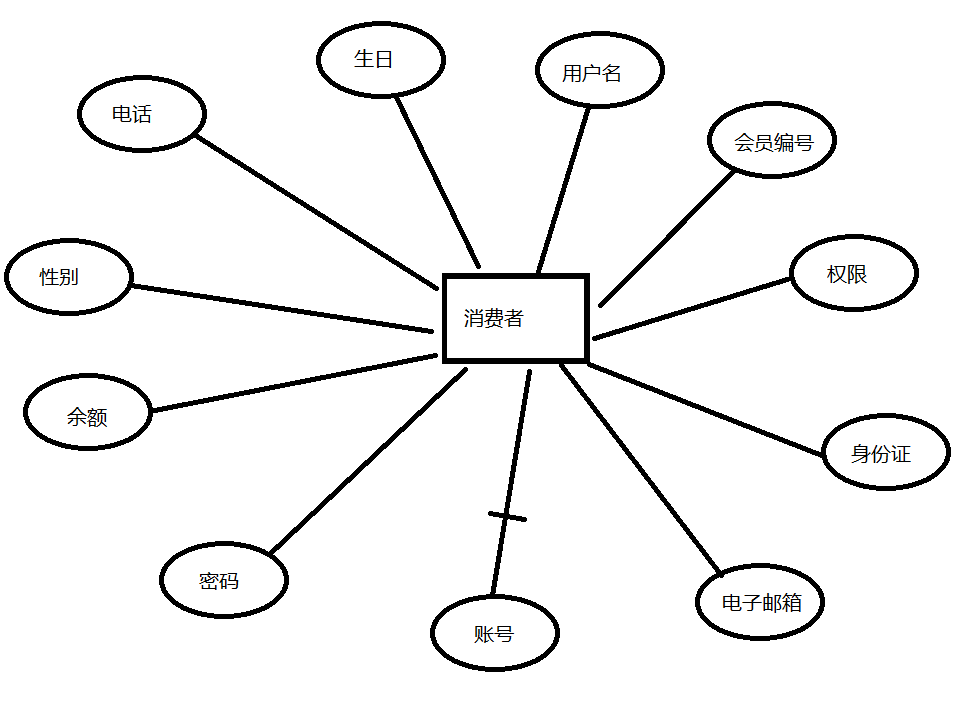 生日
用户名
电话
会员编号
性别
权限
消费者
余额
身份证
密码
电子邮箱
账号